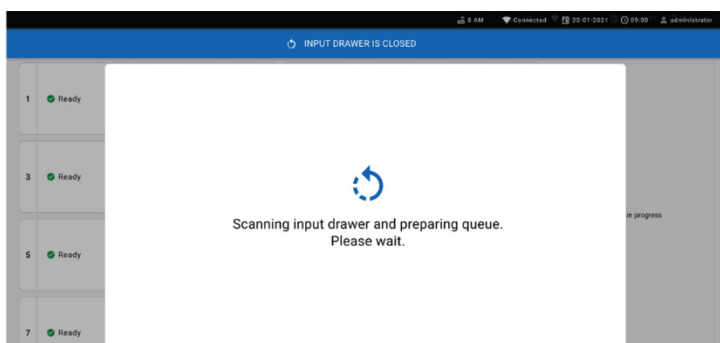 8 AM Connected 22-01-2021 09:00 administrator
INPUT DRAWER IS CLOSED
1 Ready
Scanning input drawer and preparing queue.
Please wait.
3 Ready
in progress
5 Ready
7 Ready